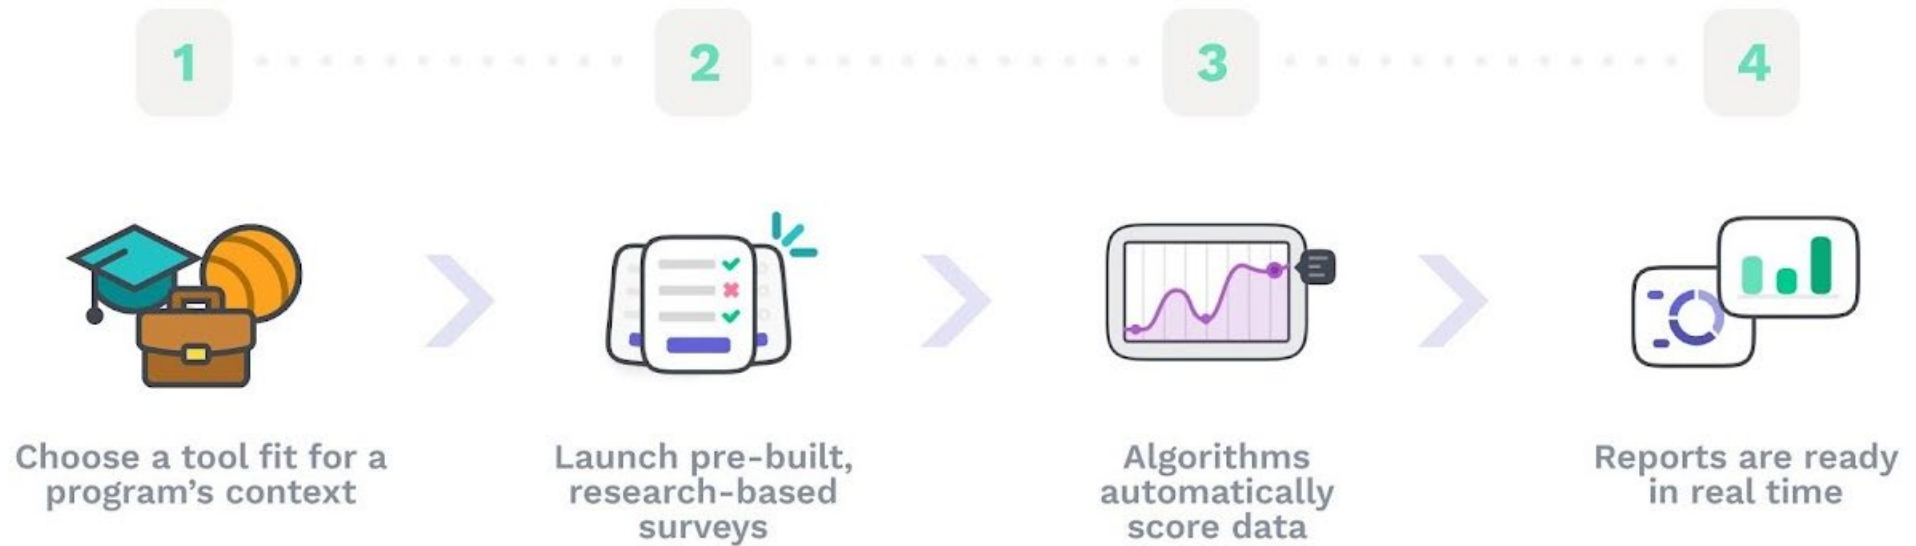 1
2
3
4
Choose a tool fit for a
program’s context
Launch pre-built,
research-based
surveys
Algorithms
automatically
score data
Reports are ready
in real time